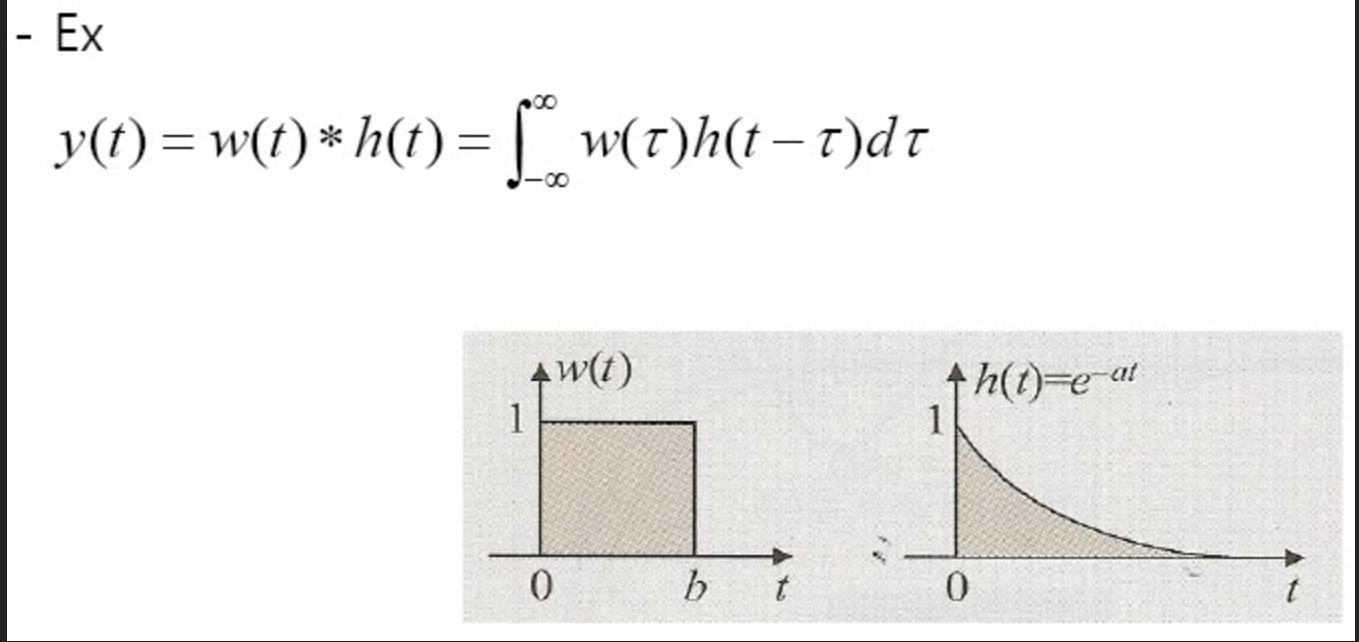 - Ex
y(t) = w(t) * h(t) = ∫_{-∞}^{∞} w(τ)h(t − τ)dτ
w(t)
1
0 b t
h(t)=e^{-at}
1
0 t